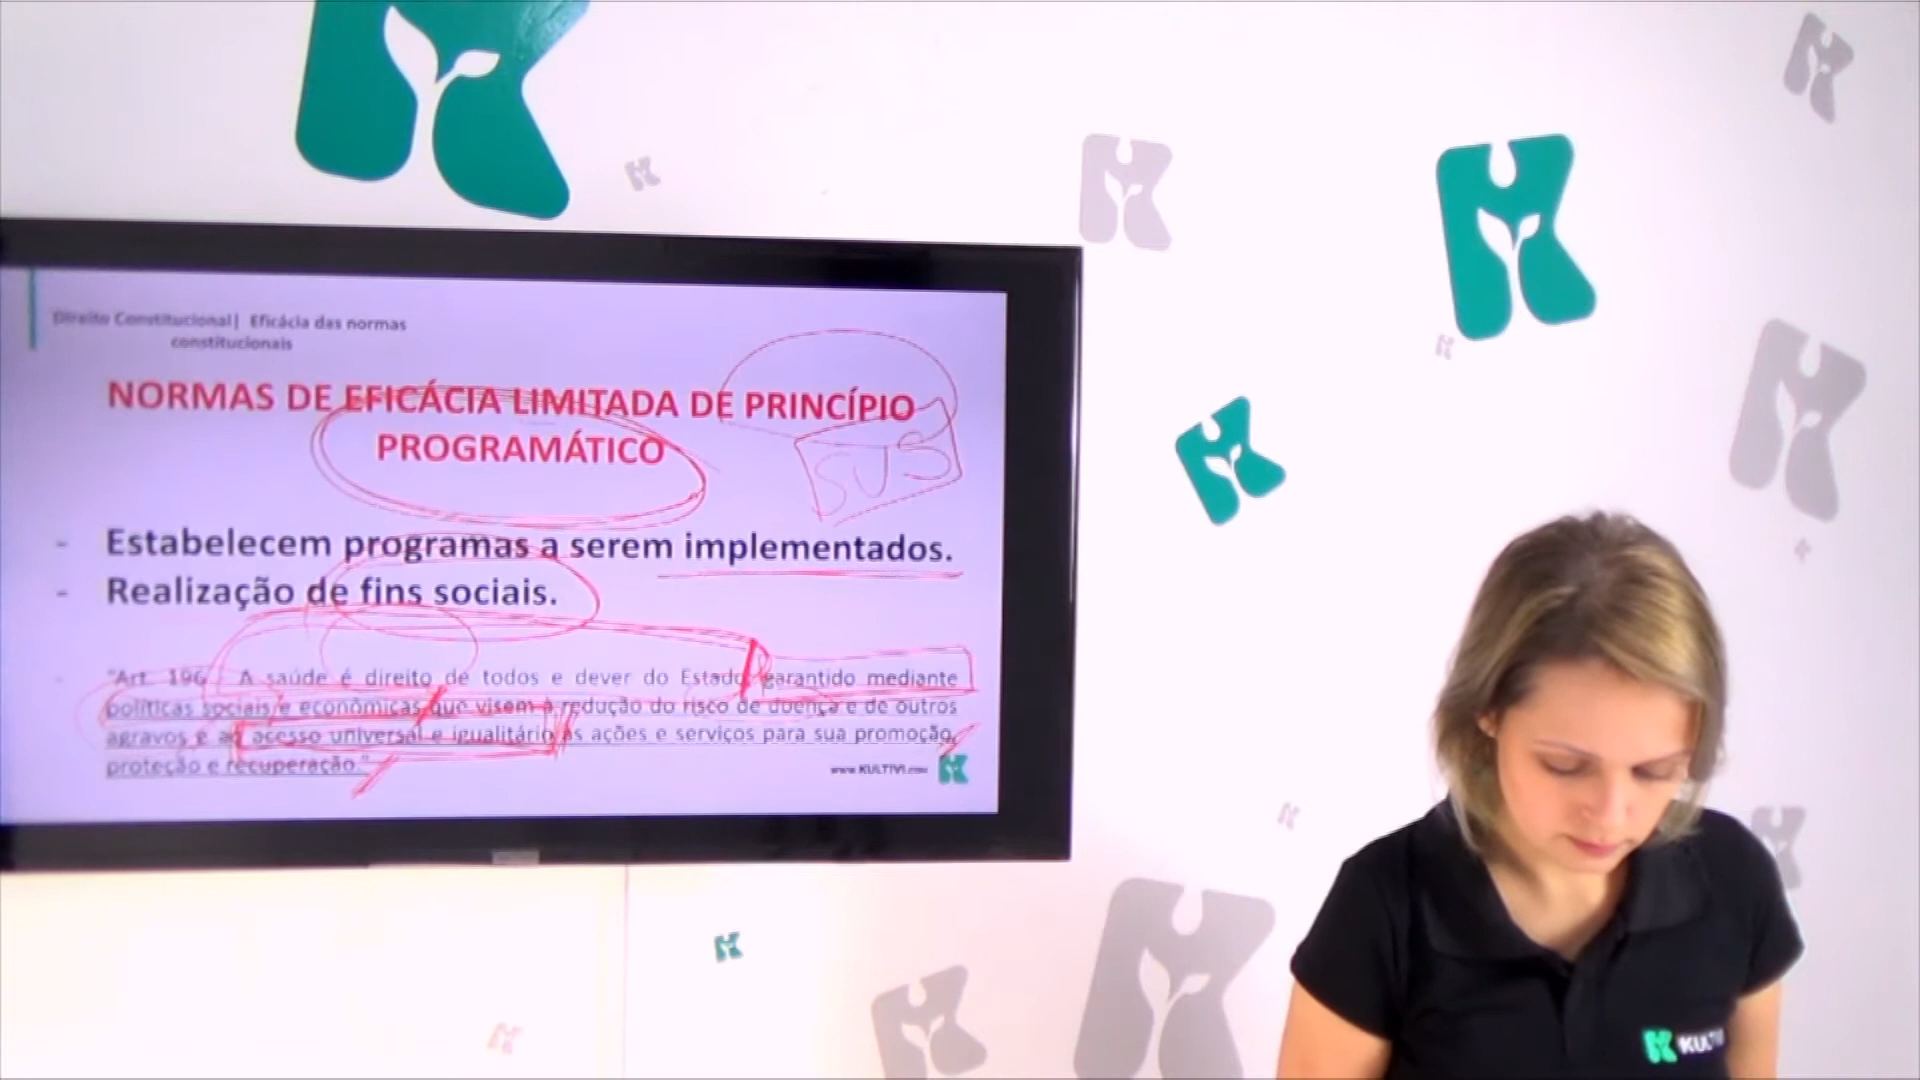 Direito Constitucional| Eficácia das normas
constitucionais
NORMAS DE EFICÁCIA LIMITADA DE PRINCÍPIO
PROGRAMÁTICO
SUS
- Estabelecem programas a serem implementados.
- Realização de fins sociais.
- "Art. 196. A saúde é direito de todos e dever do Estado, garantido mediante
políticas sociais e econômicas que visem à redução do risco de doença e de outros
agravos e ao acesso universal e igualitário às ações e serviços para sua promoção,
proteção e recuperação."
www.KULTIVI.com
KULTIVI